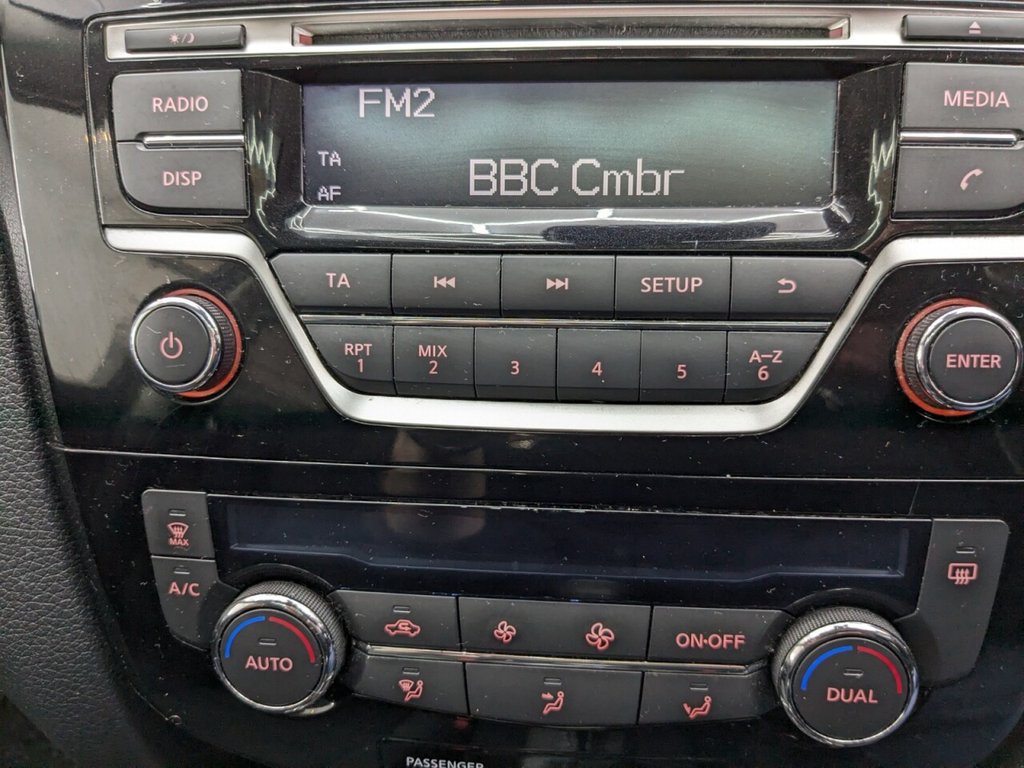 RADIO
FM2
MEDIA
DISP
TA
AF
BBC Cmbr
TA
SETUP
RPT
1
MIX
2
3
4
5
A–Z
6
ENTER
MAX
A/C
AUTO
ON·OFF
DUAL
PASSENGER